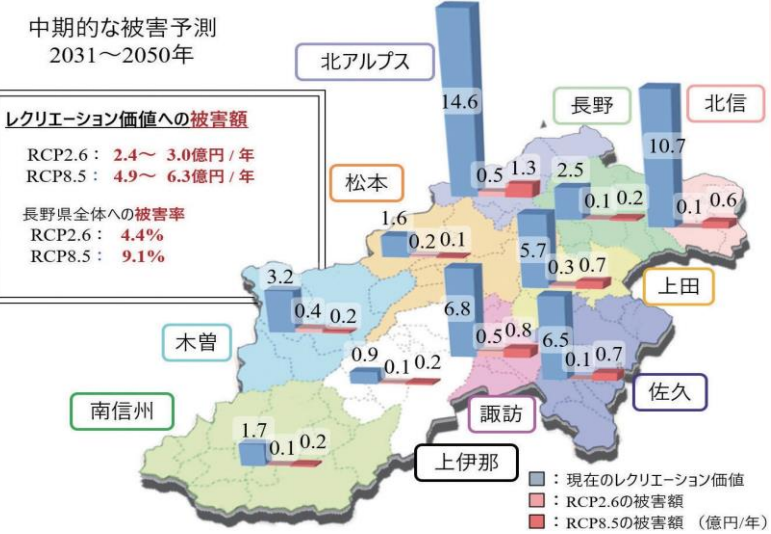 中期的な被害予測
2031～2050年
レクリエーション価値への被害額
RCP2.6： 2.4～ 3.0億円 / 年
RCP8.5： 4.9～ 6.3億円 / 年
長野県全体への被害率
RCP2.6： 4.4%
RCP8.5： 9.1%
北アルプス
14.6
0.5
1.3
長野
2.5
0.1
0.2
北信
10.7
0.1
0.6
松本
1.6
0.2
0.1
5.7
0.3
0.7
上田
3.2
0.4
0.2
木曽
6.8
0.5
0.8
諏訪
6.5
0.1
0.7
佐久
0.9
0.1
0.2
上伊那
南信州
1.7
0.1
0.2
：現在のレクリエーション価値
：RCP2.6の被害額
：RCP8.5の被害額 （億円/年）